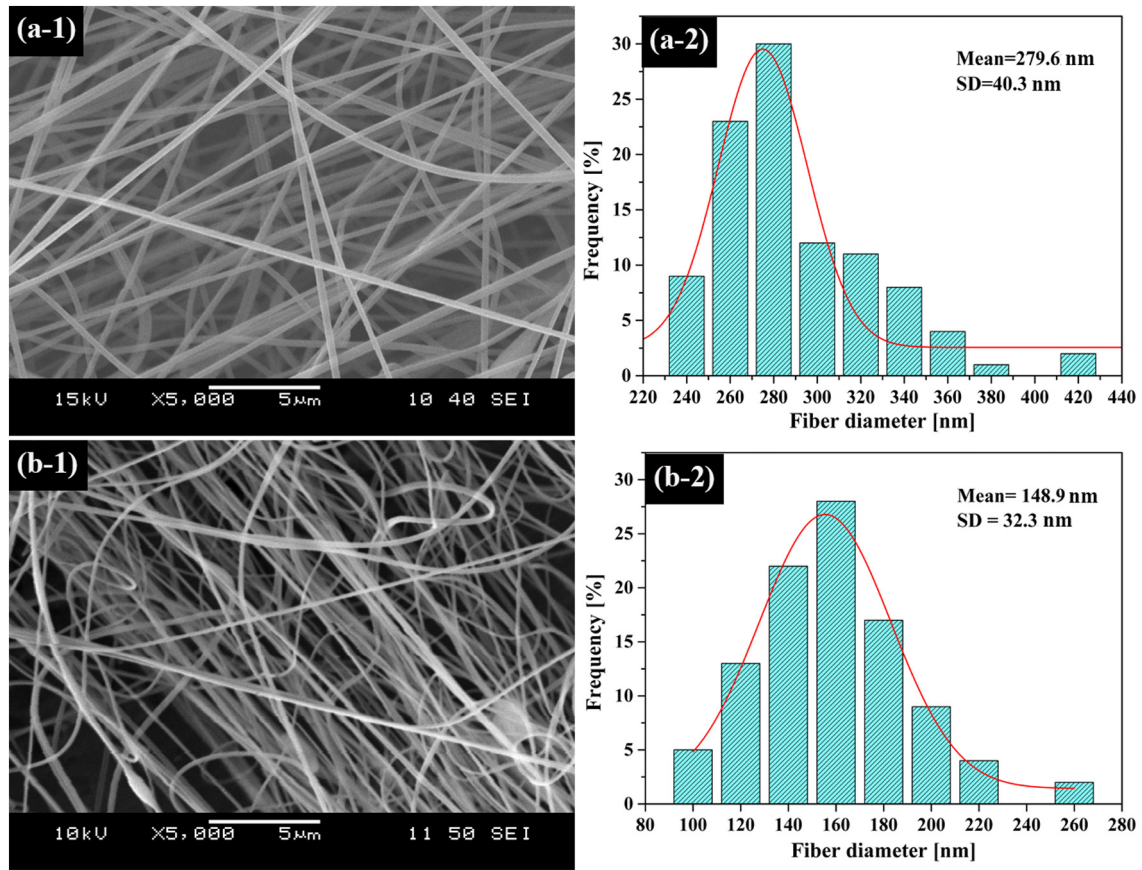 (a-1)
15kV X5,000 5μm 10 40 SEI
(a-2)
Mean=279.6 nm
SD=40.3 nm
Frequency [%]
30
25
20
15
10
5
0
220 240 260 280 300 320 340 360 380 400 420 440
Fiber diameter [nm]
(b-1)
10kV X5,000 5μm 11 50 SEI
(b-2)
Mean= 148.9 nm
SD = 32.3 nm
Frequency [%]
30
25
20
15
10
5
0
80 100 120 140 160 180 200 220 240 260 280
Fiber diameter [nm]